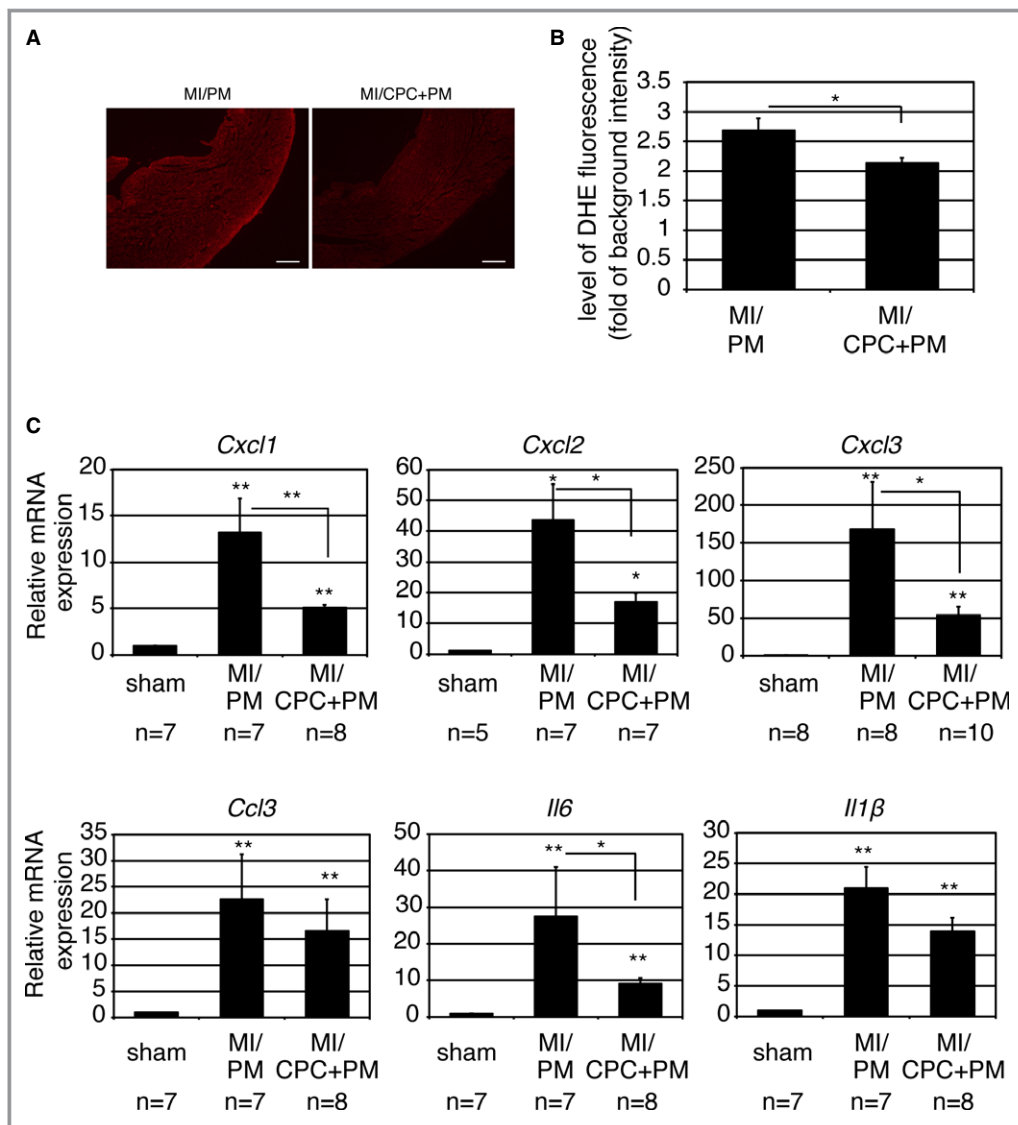 A
MI/PM
MI/CPC+PM
B
level of DHE fluorescence
(fold of background intensity)
3.5
3
2.5
2
1.5
1
0.5
0
*
MI/
PM
MI/
CPC+PM
C
Cxcl1
Relative mRNA
expression
20
15
10
5
0
**
**
**
sham
MI/
PM
MI/
CPC+PM
n=7
n=7
n=8
Cxcl2
60
50
40
30
20
10
0
*
*
*
sham
MI/
PM
MI/
CPC+PM
n=5
n=7
n=7
Cxcl3
250
200
150
100
50
0
**
*
**
sham
MI/
PM
MI/
CPC+PM
n=8
n=8
n=10
Ccl3
Relative mRNA
expression
35
30
25
20
15
10
5
0
**
**
sham
MI/
PM
MI/
CPC+PM
n=7
n=7
n=8
Il6
50
40
30
20
10
0
**
*
**
sham
MI/
PM
MI/
CPC+PM
n=7
n=7
n=8
Il1β
30
25
20
15
10
5
0
**
**
sham
MI/
PM
MI/
CPC+PM
n=7
n=7
n=8